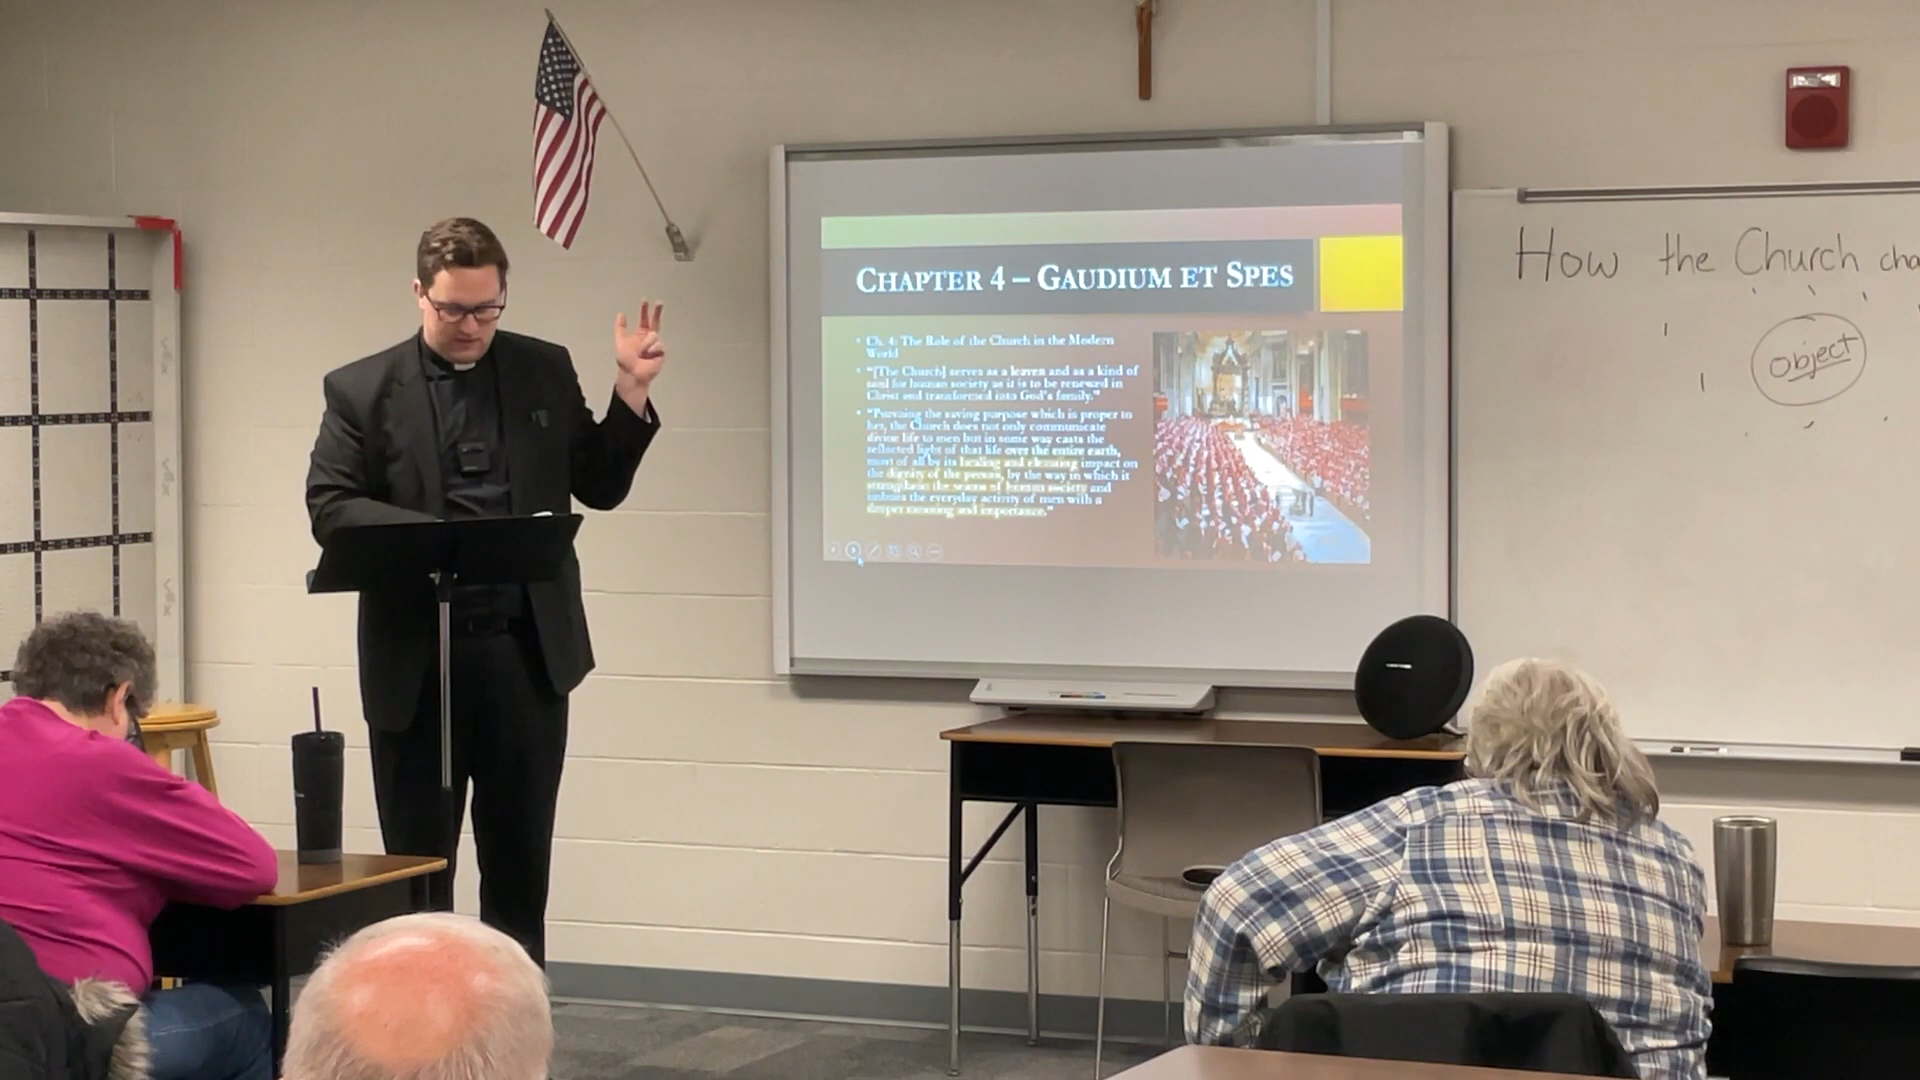 CHAPTER 4 – GAUDIUM ET SPES
Ch. 4: The Role of the Church in the Modern
World
"[The Church] serves as a leaven and as a kind of
soul for human society as it is to be renewed in
Christ and transformed into God's family."
"Pursuing the saving purpose which is proper to
her, the Church does not only communicate
divine life to men but in some way casts the
reflected light of that life over the entire earth,
most of all by its healing and elevating impact on
the dignity of the person, by the way in which it
strengthens the seams of human society and
imbues the everyday activity of men with a
deeper meaning and importance."
How the Church cha
object